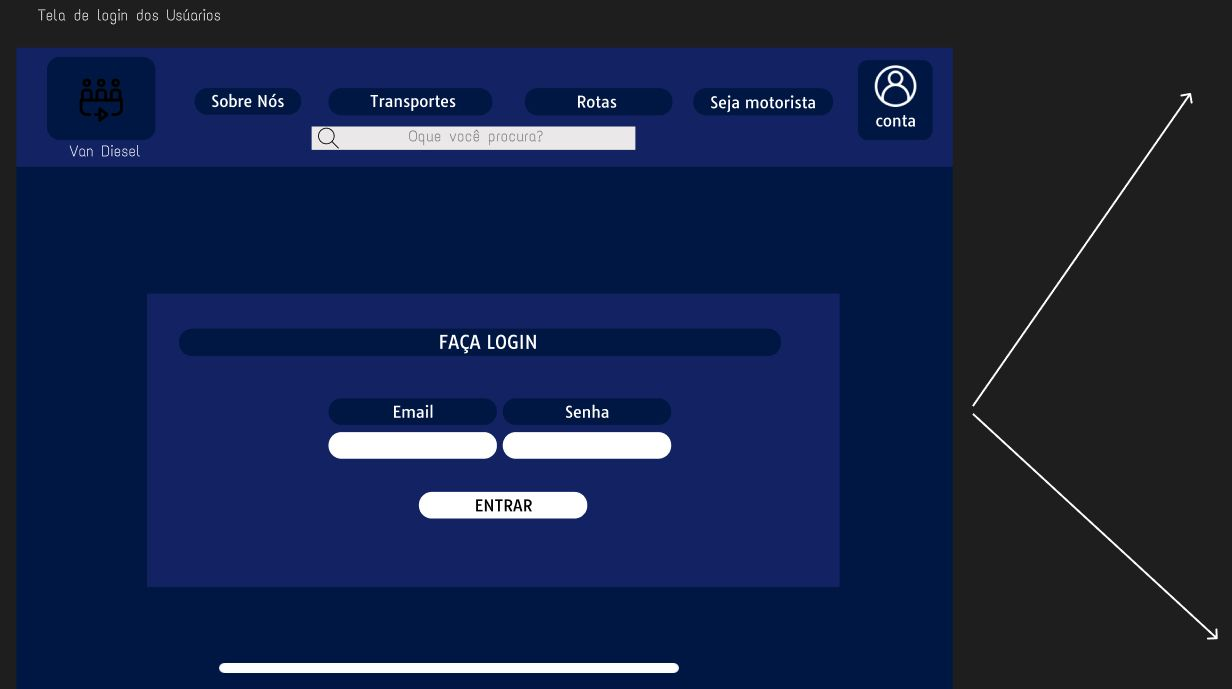 Tela de login dos Usúarios
Sobre Nós
Transportes
Rotas
Seja motorista
conta
Oque você procura?
Van Diesel
FAÇA LOGIN
Email
Senha
ENTRAR